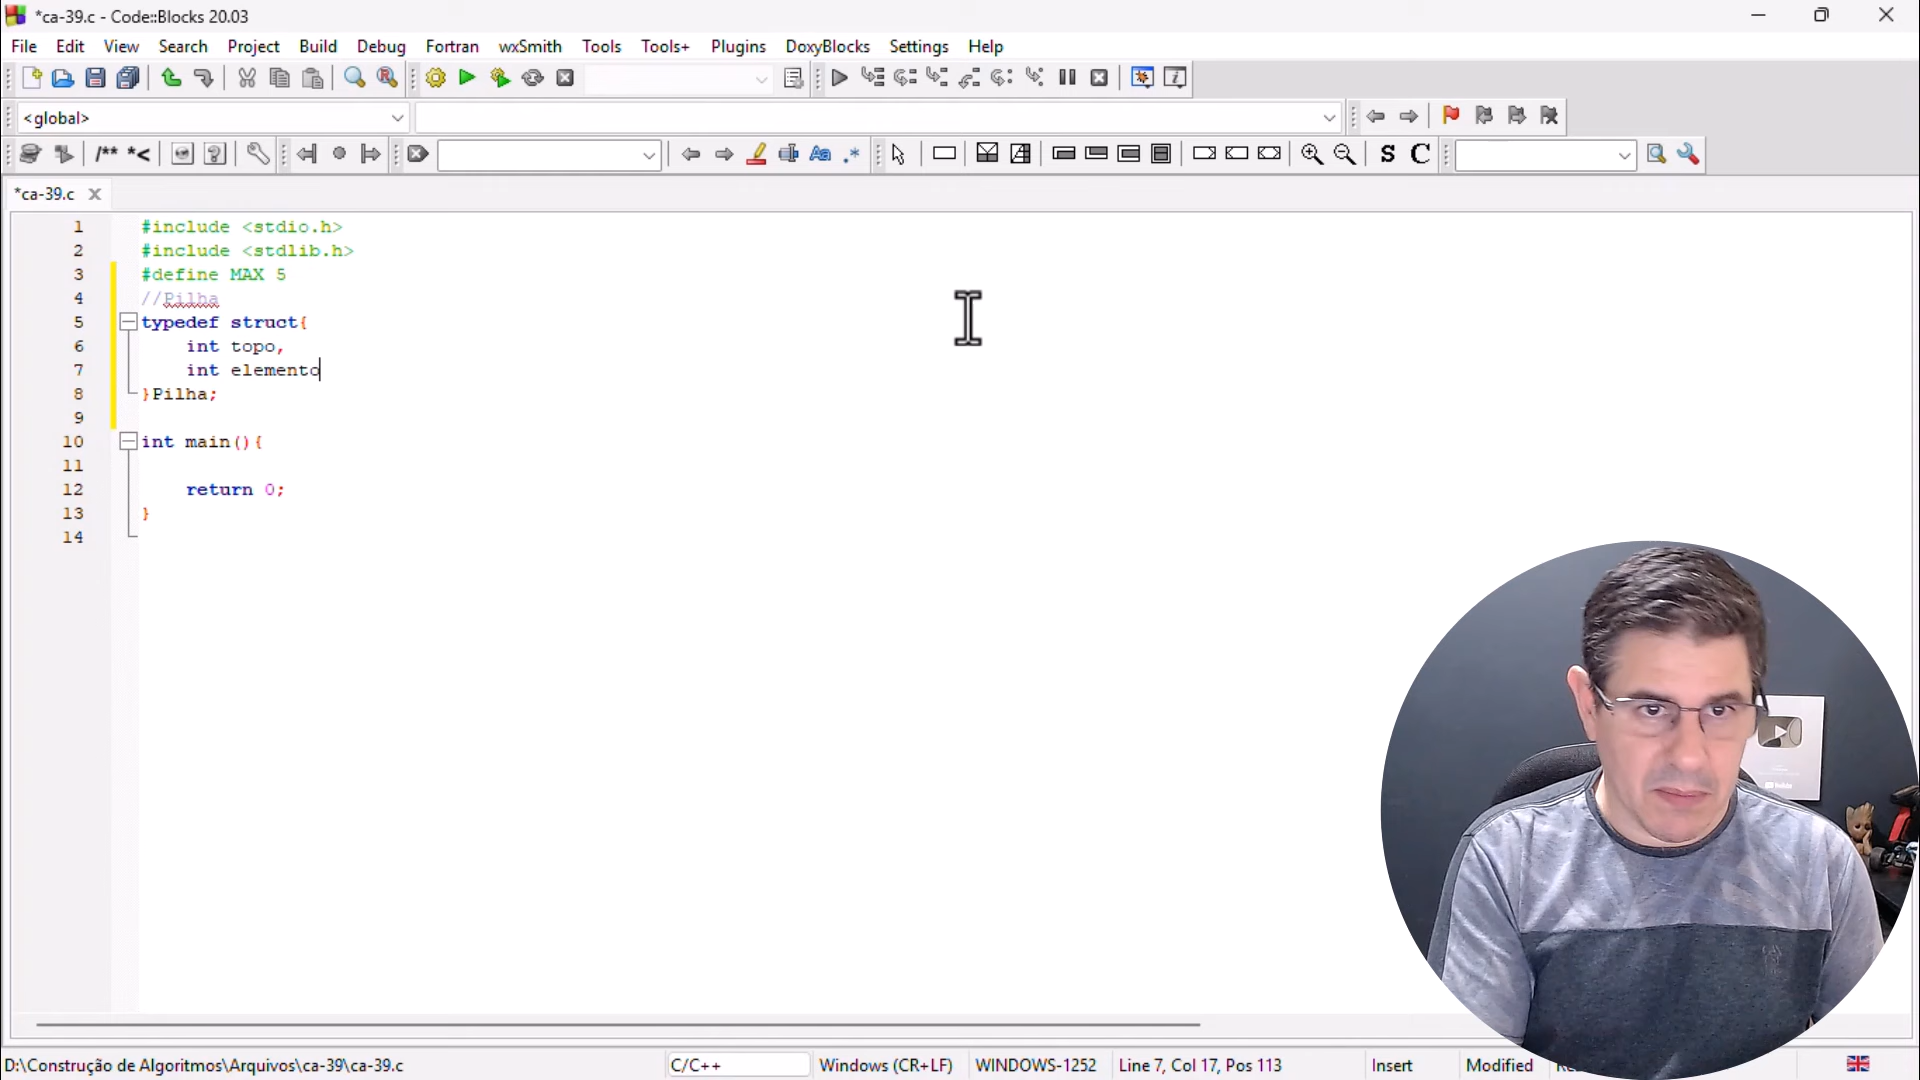 *ca-39.c - Code::Blocks 20.03
File Edit View Search Project Build Debug Fortran wxSmith Tools Tools+ Plugins DoxyBlocks Settings Help
<global>
/** *< Aa .* S C
*ca-39.c
1 #include <stdio.h>
2 #include <stdlib.h>
3 #define MAX 5
4 //Pilha
5 typedef struct{
6 int topo,
7 int elemento
8 }Pilha;
9
10 int main(){
11
12 return 0;
13 }
14
D:\Construção de Algoritmos\Arquivos\ca-39\ca-39.c C/C++ Windows (CR+LF) WINDOWS-1252 Line 7, Col 17, Pos 113 Insert Modified